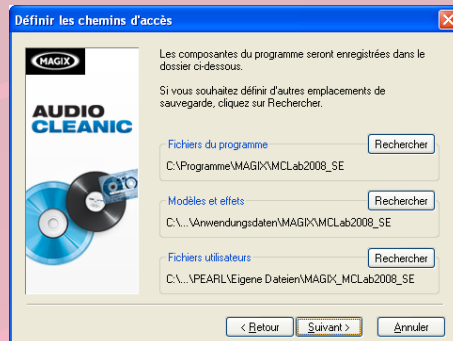 Définir les chemins d'accès
MAGIX
AUDIO
CLEANIC
Les composantes du programme seront enregistrées dans le
dossier ci-dessous.
Si vous souhaitez définir d'autres emplacements de
sauvegarde, cliquez sur Rechercher.
Fichiers du programme
Rechercher
C:\Programme\MAGIX\MCLab2008_SE
Modèles et effets
Rechercher
C:\...\Anwendungsdaten\MAGIX\MCLab2008_SE
Fichiers utilisateurs
Rechercher
C:\...\PEARL\Eigene Dateien\MAGIX_MCLab2008_SE
< Retour
Suivant >
Annuler